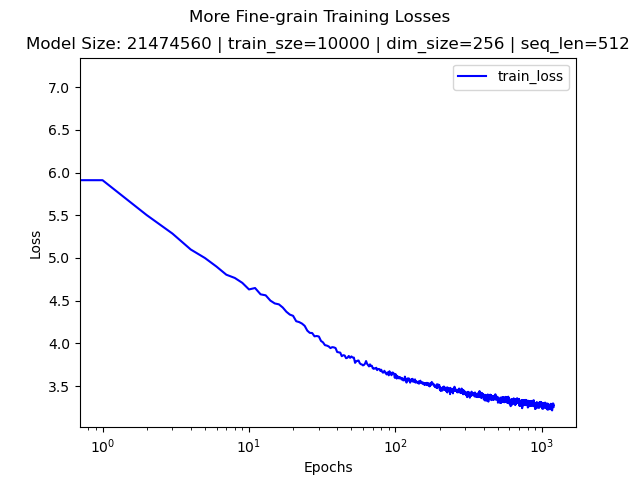 More Fine-grain Training Losses
Model Size: 21474560 | train_sze=10000 | dim_size=256 | seq_len=512
train_loss
7.0
6.5
6.0
5.5
5.0
4.5
4.0
3.5
Loss
10⁰
10¹
10²
10³
Epochs